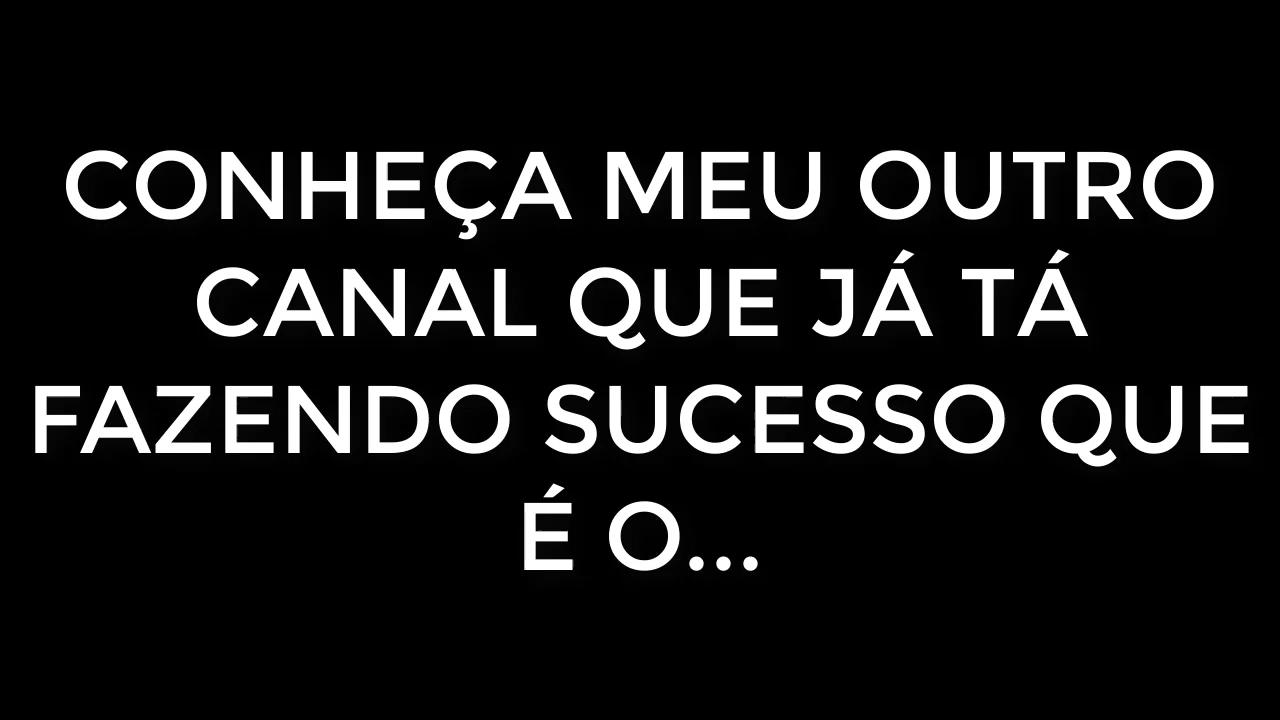 CONHEÇA MEU OUTRO
CANAL QUE JÁ TÁ
FAZENDO SUCESSO QUE
É O...